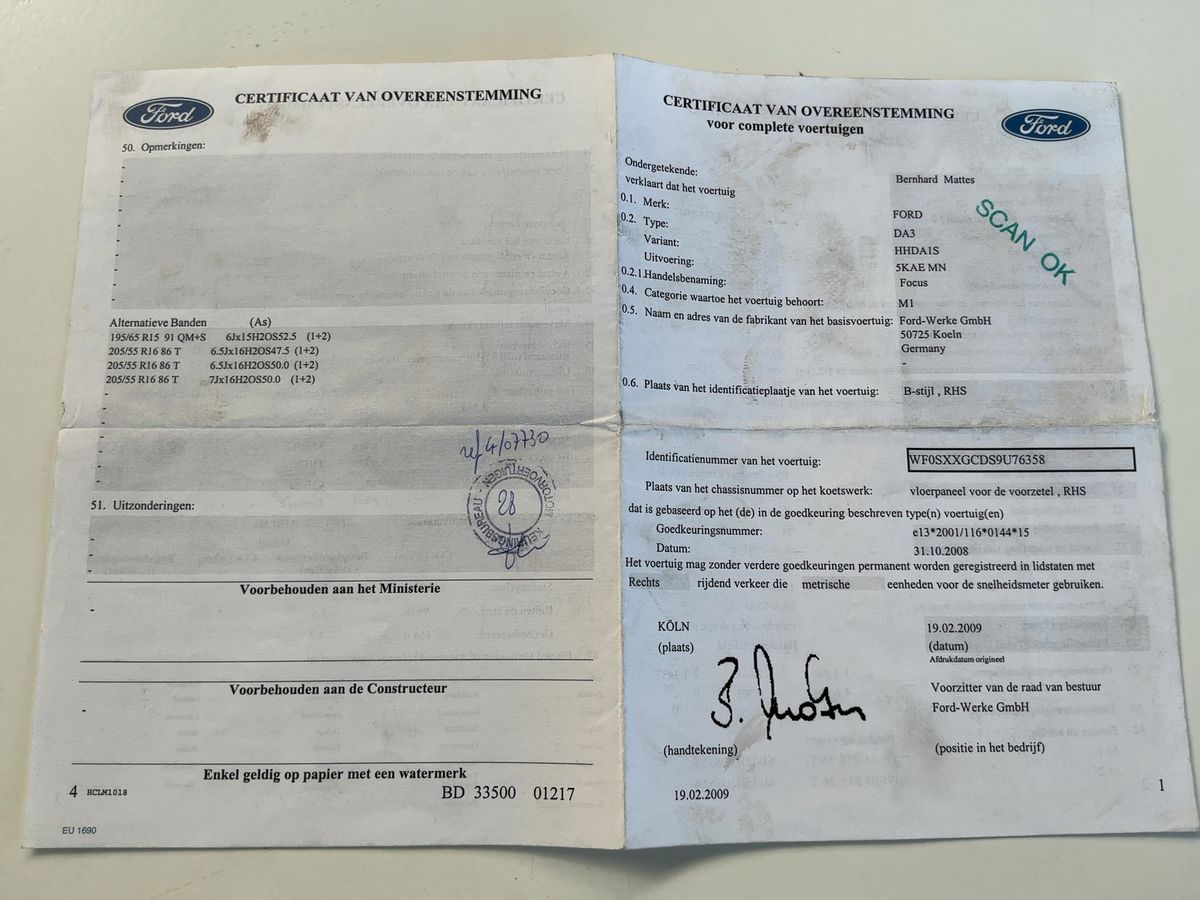 Ford
CERTIFICAAT VAN OVEREENSTEMMING
50. Opmerkingen:
Alternatieve Banden (As)
195/65 R15 91 QM+S 6Jx15H2OS52.5 (1+2)
205/55 R16 86 T 6.5Jx16H2OS47.5 (1+2)
205/55 R16 86 T 6.5Jx16H2OS50.0 (1+2)
205/55 R16 86 T 7Jx16H2OS50.0 (1+2)
ref 4/07730
KEURINGSBUREAU - MOTORVOERTUIGEN
28
51. Uitzonderingen:
Voorbehouden aan het Ministerie
-
Voorbehouden aan de Constructeur
-
Enkel geldig op papier met een watermerk
4 HCLM1018 BD 33500 01217
EU 1690
CERTIFICAAT VAN OVEREENSTEMMING
voor complete voertuigen
Ford
Ondergetekende: Bernhard Mattes
verklaart dat het voertuig
SCAN OK
0.1. Merk: FORD
0.2. Type: DA3
Variant: HHDA1S
Uitvoering: 5KAE MN
0.2.1.Handelsbenaming: Focus
0.4. Categorie waartoe het voertuig behoort: M1
0.5. Naam en adres van de fabrikant van het basisvoertuig: Ford-Werke GmbH
50725 Koeln
Germany
-
0.6. Plaats van het identificatieplaatje van het voertuig: B-stijl , RHS
Identificatienummer van het voertuig: WF0SXXGCDS9U76358
Plaats van het chassisnummer op het koetswerk: vloerpaneel voor de voorzetel , RHS
dat is gebaseerd op het (de) in de goedkeuring beschreven type(n) voertuig(en)
Goedkeuringsnummer: e13*2001/116*0144*15
Datum: 31.10.2008
Het voertuig mag zonder verdere goedkeuringen permanent worden geregistreerd in lidstaten met
Rechts rijdend verkeer die metrische eenheden voor de snelheidsmeter gebruiken.
KÖLN 19.02.2009
(plaats) (datum)
Afdrukdatum origineel
Voorzitter van de raad van bestuur
Ford-Werke GmbH
(handtekening) (positie in het bedrijf)
19.02.2009
1